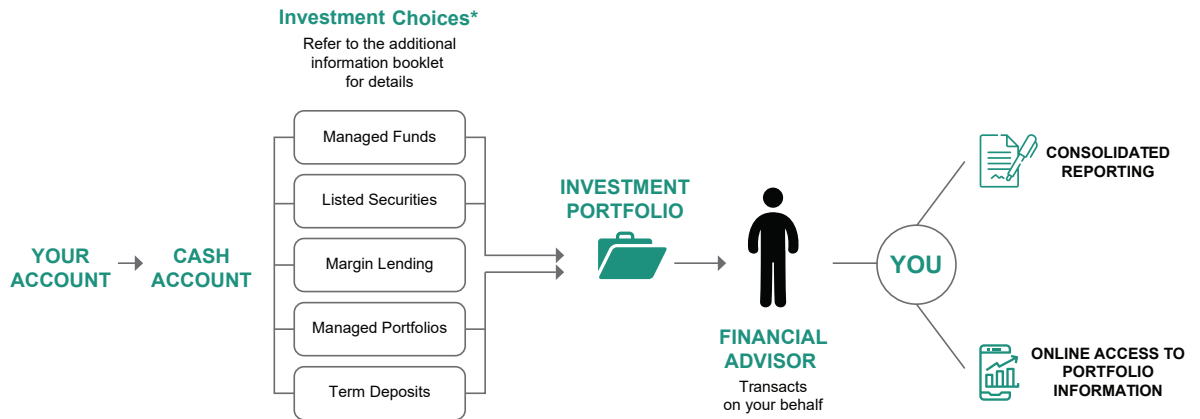 Investment Choices*
Refer to the additional
information booklet
for details
YOUR
ACCOUNT
CASH
ACCOUNT
Managed Funds
Listed Securities
Margin Lending
Managed Portfolios
Term Deposits
INVESTMENT
PORTFOLIO
FINANCIAL
ADVISOR
Transacts
on your behalf
YOU
CONSOLIDATED
REPORTING
ONLINE ACCESS TO
PORTFOLIO
INFORMATION